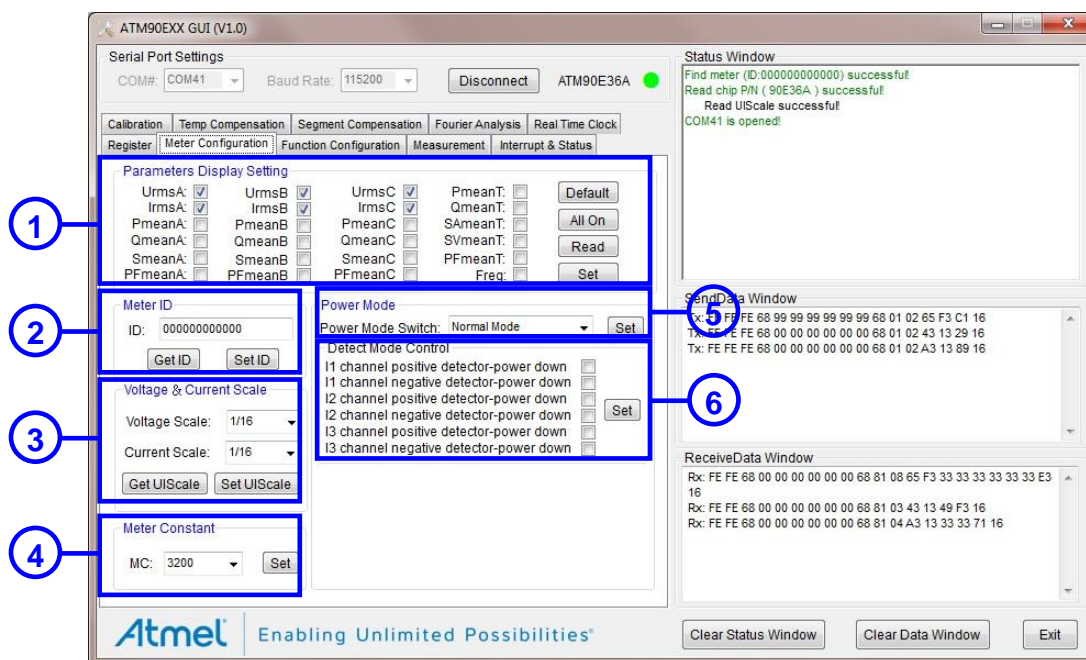 ATM90EXX GUI (V1.0)
Serial Port Settings
COM#: COM41 Baud Rate: 115200 Disconnect ATM90E36A
Calibration Temp Compensation Segment Compensation Fourier Analysis Real Time Clock
Register Meter Configuration Function Configuration Measurement Interrupt & Status
Parameters Display Setting
UrmsA: UrmsB UrmsC PmeanT: Default
IrmsA: IrmsB IrmsC QmeanT: All On
PmeanA: PmeanB PmeanC SAmeanT:
QmeanA: QmeanB QmeanC SVmeanT: Read
SmeanA: SmeanB SmeanC PFmeanT:
PFmeanA: PFmeanB PFmeanC Freq: Set
1
Meter ID
ID: 000000000000
Get ID Set ID
2
Voltage & Current Scale
Voltage Scale: 1/16
Current Scale: 1/16
Get UIScale Set UIScale
3
Meter Constant
MC: 3200 Set
4
Power Mode
Power Mode Switch: Normal Mode Set
5
Detect Mode Control
I1 channel positive detector-power down
I1 channel negative detector-power down
I2 channel positive detector-power down
I2 channel negative detector-power down
I3 channel positive detector-power down
I3 channel negative detector-power down
Set
6
Status Window
Find meter (ID:000000000000) successful!
Read chip P/N ( 90E36A ) successful!
Read UIScale successful!
COM41 is opened!
SendData Window
Tx: FE FE FE 68 99 99 99 99 99 99 68 01 02 65 F3 C1 16
Tx: FE FE FE 68 00 00 00 00 00 00 68 01 02 43 13 29 16
Tx: FE FE FE 68 00 00 00 00 00 00 68 01 02 A3 13 89 16
ReceiveData Window
Rx: FE FE 68 00 00 00 00 00 00 68 81 08 65 F3 33 33 33 33 33 33 E3
16
Rx: FE FE 68 00 00 00 00 00 00 68 81 03 43 13 49 F3 16
Rx: FE FE 68 00 00 00 00 00 00 68 81 04 A3 13 33 33 71 16
Atmel Enabling Unlimited Possibilities®
Clear Status Window Clear Data Window Exit